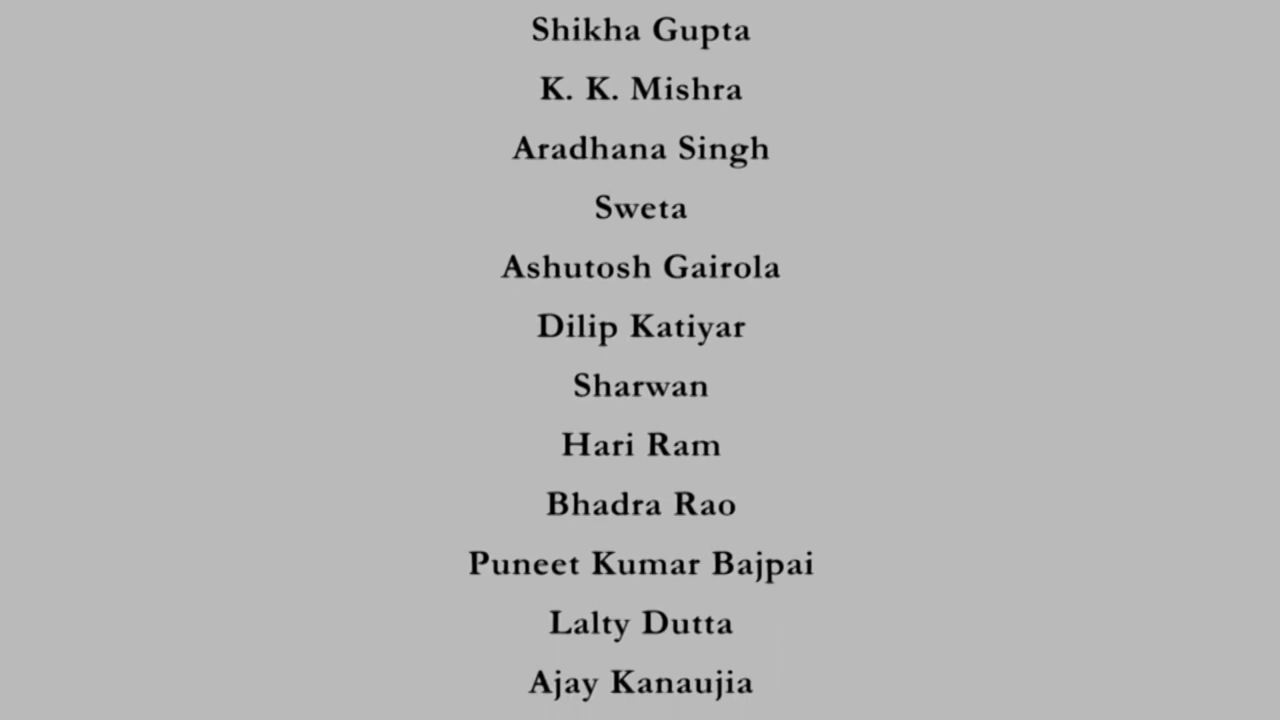 Shikha Gupta
K. K. Mishra
Aradhana Singh
Sweta
Ashutosh Gairola
Dilip Katiyar
Sharwan
Hari Ram
Bhadra Rao
Puneet Kumar Bajpai
Lalty Dutta
Ajay Kanaujia